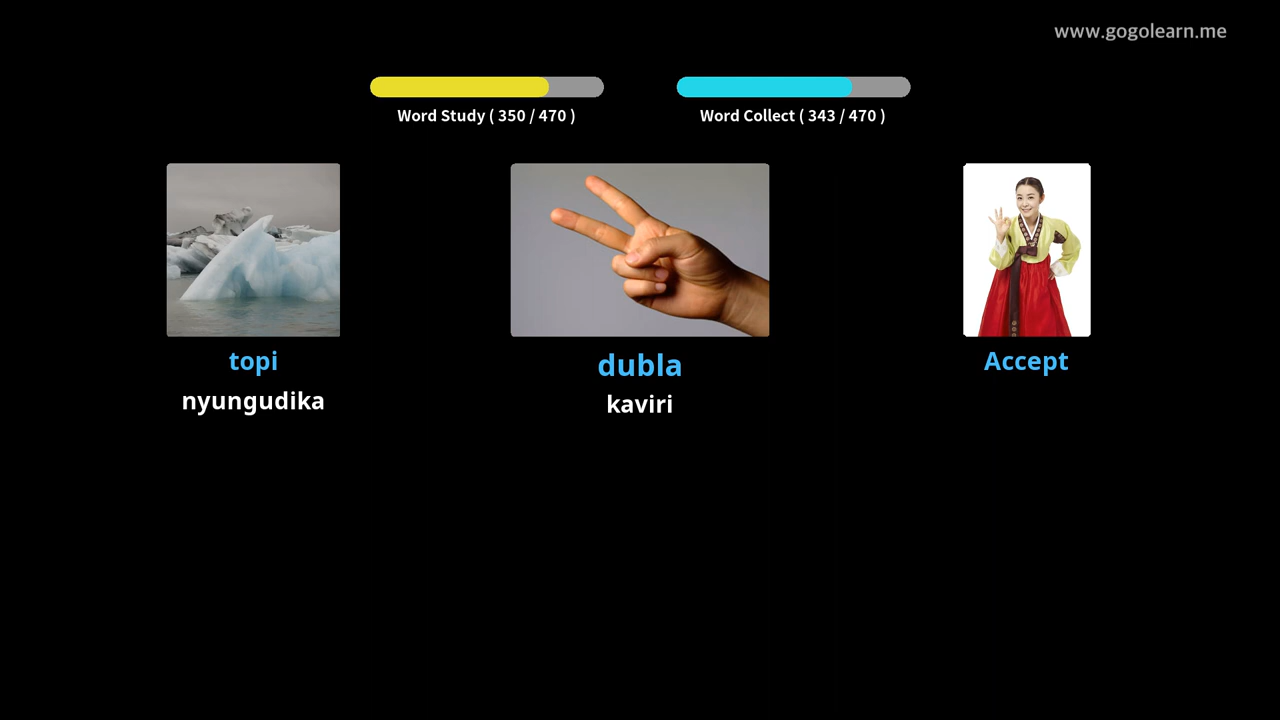 www.gogolearn.me
Word Study ( 350 / 470 )
Word Collect ( 343 / 470 )
topi
nyungudika
dubla
kaviri
Accept